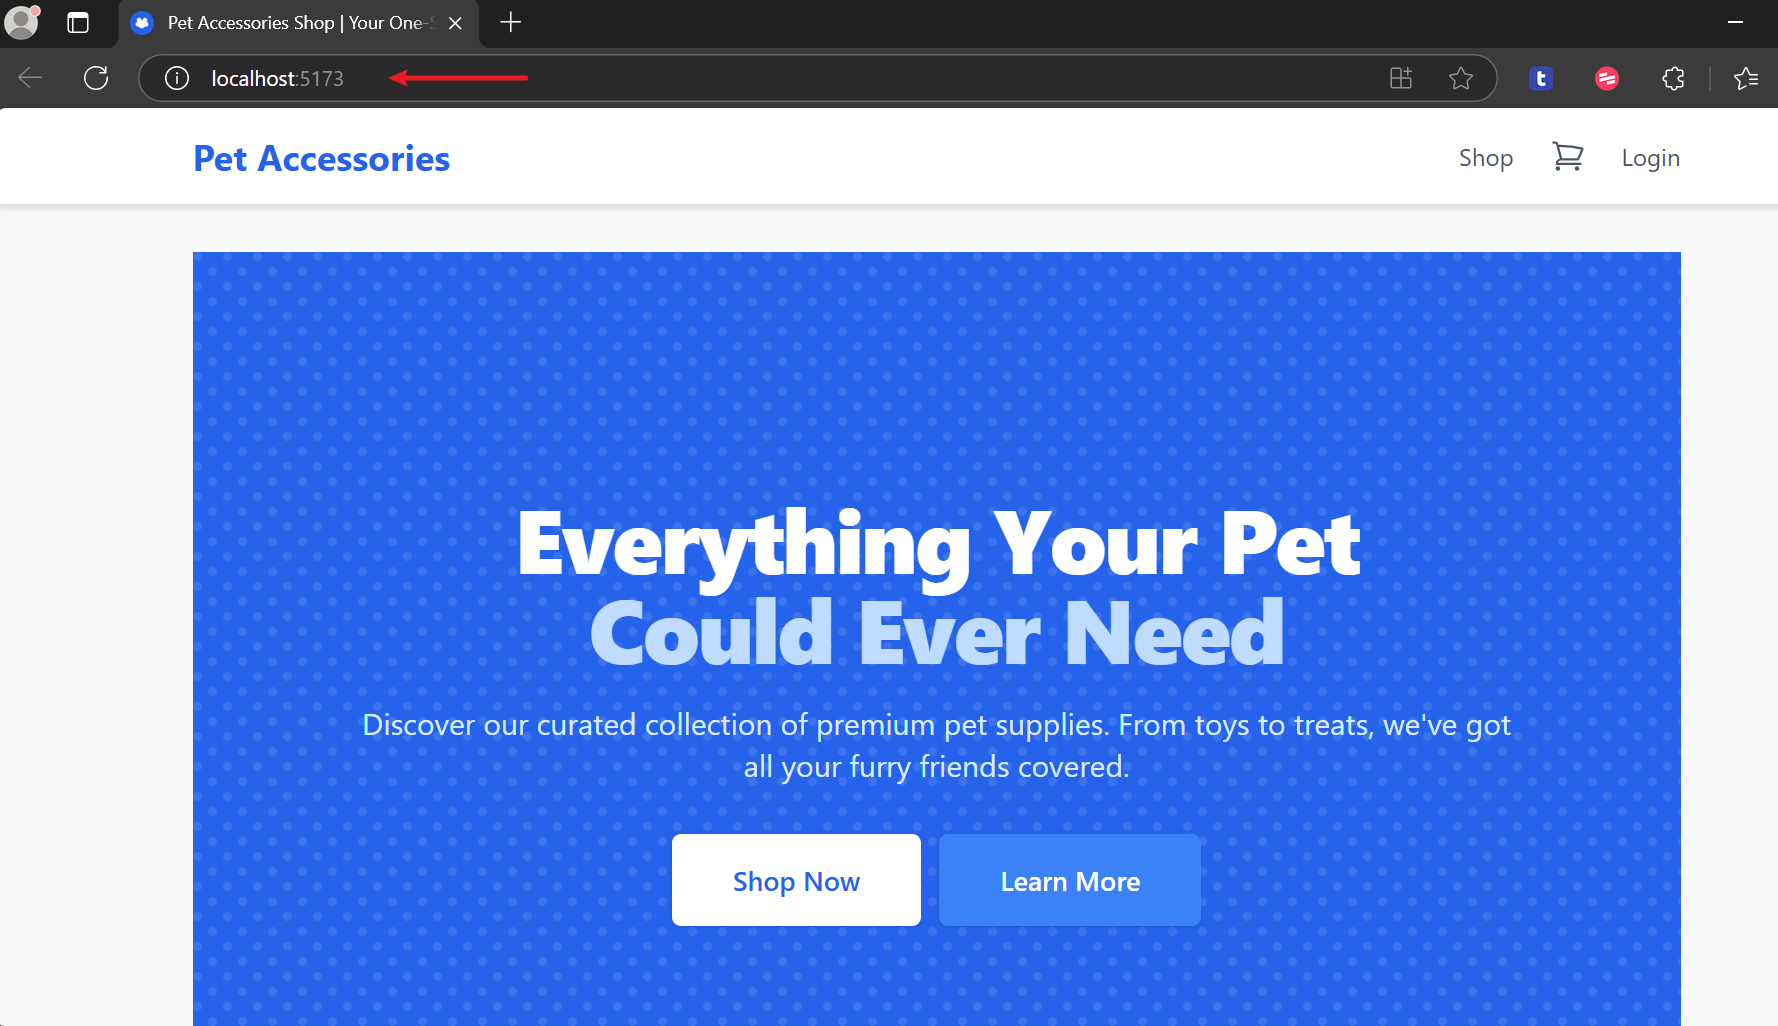 Pet Accessories Shop | Your One-
localhost:5173
Pet Accessories
Shop
Login
Everything Your Pet
Could Ever Need
Discover our curated collection of premium pet supplies. From toys to treats, we've got
all your furry friends covered.
Shop Now
Learn More